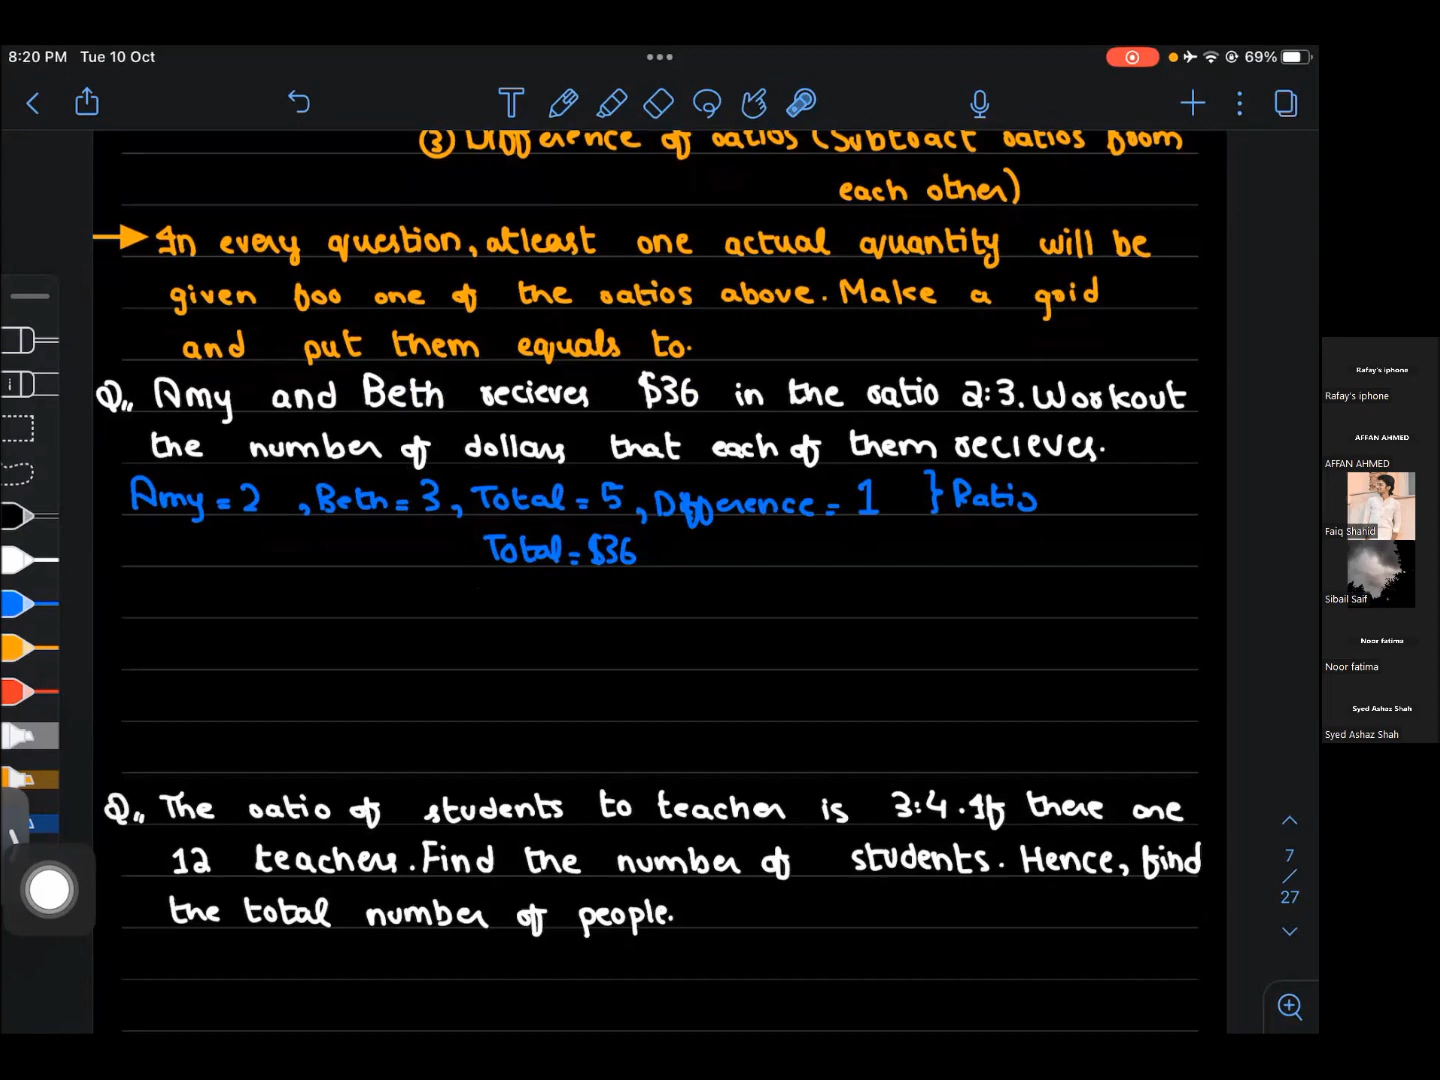 8:20 PM Tue 10 Oct
69%
③ Difference of ratios (Subtract ratios from
each other)
In every question, atleast one actual quantity will be
given for one of the ratios above. Make a grid
and put them equals to.
Q,, Amy and Beth recieves $36 in the ratio 2:3. Workout
the number of dollars that each of them recieves.
Amy = 2 , Beth = 3, Total = 5, Difference = 1 } Ratio
Total = $36
Q,, The ratio of students to teacher is 3:4. If there are
12 teachers. Find the number of students. Hence, find
the total number of people.
7
/
27
Rafay's iphone
Rafay's iphone
AFFAN AHMED
AFFAN AHMED
Faiq Shahid
Sibail Saif
Noor fatima
Noor fatima
Syed Ashaz Shah
Syed Ashaz Shah